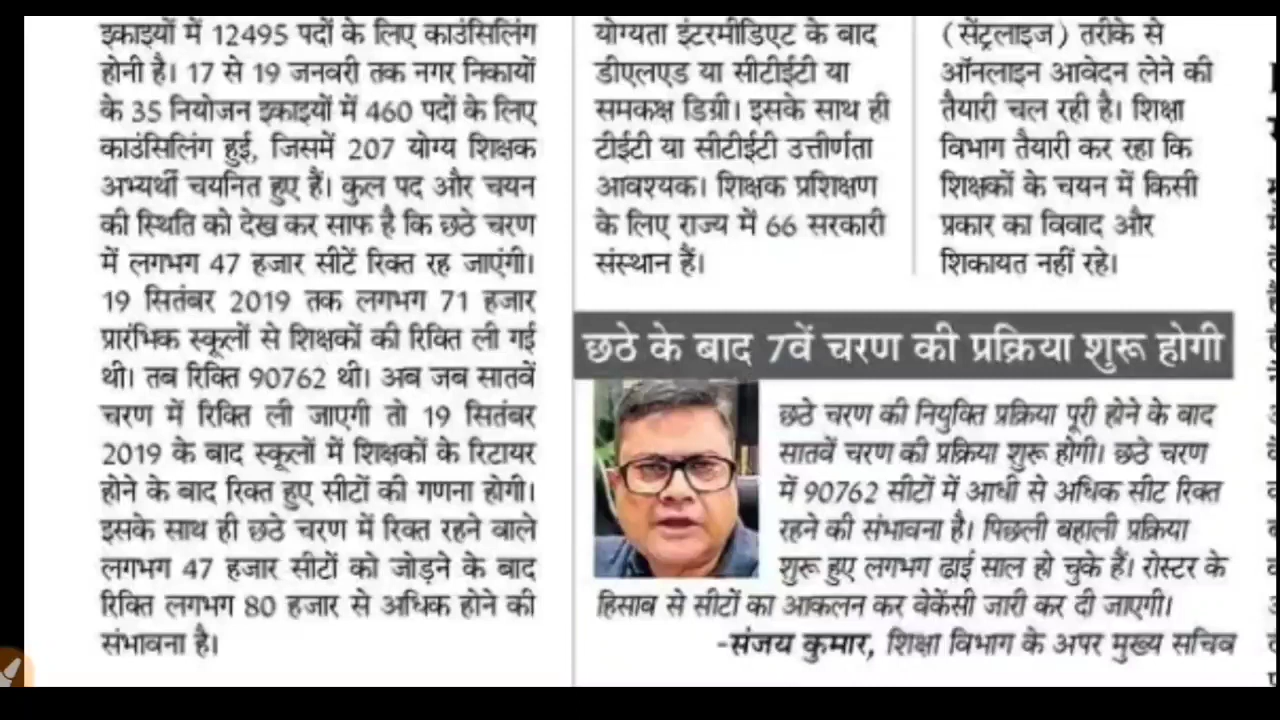 इकाइयों में 12495 पदों के लिए काउंसिलिंग
होनी है। 17 से 19 जनवरी तक नगर निकायों
के 35 नियोजन इकाइयों में 460 पदों के लिए
काउंसिलिंग हुई, जिसमें 207 योग्य शिक्षक
अभ्यर्थी चयनित हुए हैं। कुल पद और चयन
की स्थिति को देख कर साफ है कि छठे चरण
में लगभग 47 हजार सीटें रिक्त रह जाएंगी।
19 सितंबर 2019 तक लगभग 71 हजार
प्रारंभिक स्कूलों से शिक्षकों की रिक्ति ली गई
थी। तब रिक्ति 90762 थी। अब जब सातवें
चरण में रिक्ति ली जाएगी तो 19 सितंबर
2019 के बाद स्कूलों में शिक्षकों के रिटायर
होने के बाद रिक्त हुए सीटों की गणना होगी।
इसके साथ ही छठे चरण में रिक्त रहने वाले
लगभग 47 हजार सीटों को जोड़ने के बाद
रिक्ति लगभग 80 हजार से अधिक होने की
संभावना है।
योग्यता इंटरमीडिएट के बाद
डीएलएड या सीटीईटी या
समकक्ष डिग्री। इसके साथ ही
टीईटी या सीटीईटी उत्तीर्णता
आवश्यक। शिक्षक प्रशिक्षण
के लिए राज्य में 66 सरकारी
संस्थान हैं।
(सेंट्रलाइज) तरीके से
ऑनलाइन आवेदन लेने की
तैयारी चल रही है। शिक्षा
विभाग तैयारी कर रहा कि
शिक्षकों के चयन में किसी
प्रकार का विवाद और
शिकायत नहीं रहे।
छठे के बाद 7वें चरण की प्रक्रिया शुरू होगी
छठे चरण की नियुक्ति प्रक्रिया पूरी होने के बाद
सातवें चरण की प्रक्रिया शुरू होगी। छठे चरण
में 90762 सीटों में आधी से अधिक सीट रिक्त
रहने की संभावना है। पिछली बहाली प्रक्रिया
शुरू हुए लगभग ढाई साल हो चुके हैं। रोस्टर के
हिसाब से सीटों का आकलन कर वेकेंसी जारी कर दी जाएगी।
-संजय कुमार, शिक्षा विभाग के अपर मुख्य सचिव